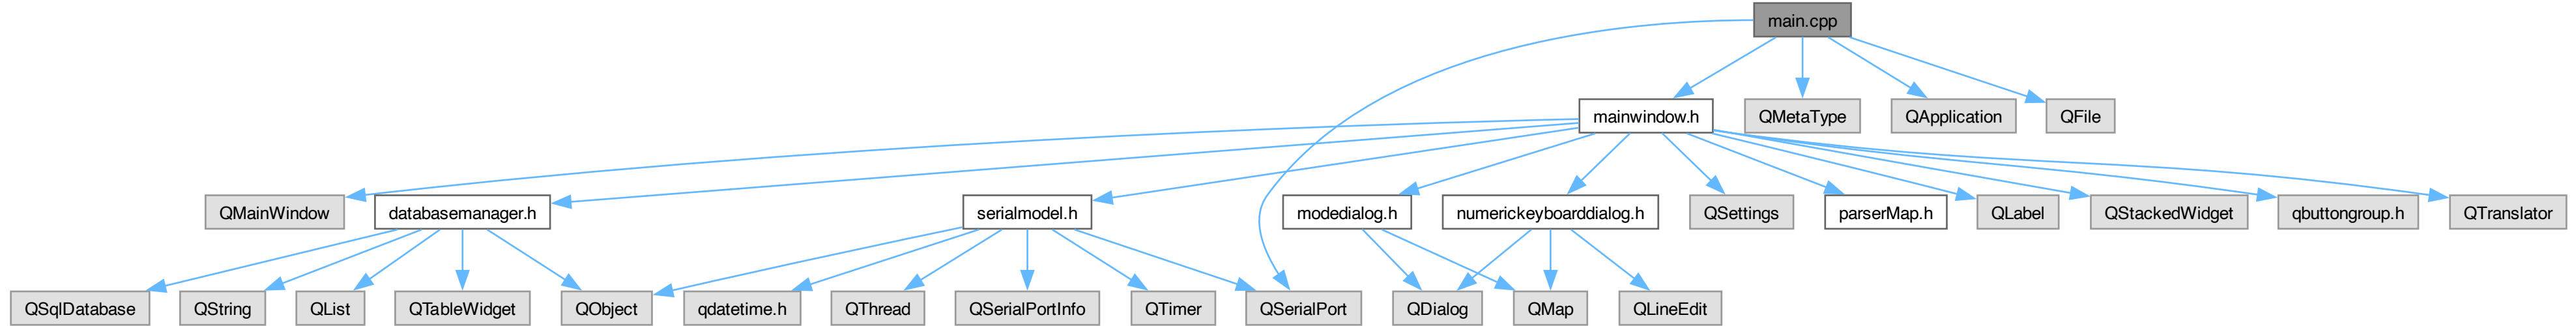 main.cpp
mainwindow.h
QMetaType
QApplication
QFile
QMainWindow
databasemanager.h
serialmodel.h
modedialog.h
numerickeyboarddialog.h
QSettings
parserMap.h
QLabel
QStackedWidget
qbuttongroup.h
QTranslator
QSqlDatabase
QString
QList
QTableWidget
QObject
qdatetime.h
QThread
QSerialPortInfo
QTimer
QSerialPort
QDialog
QMap
QLineEdit